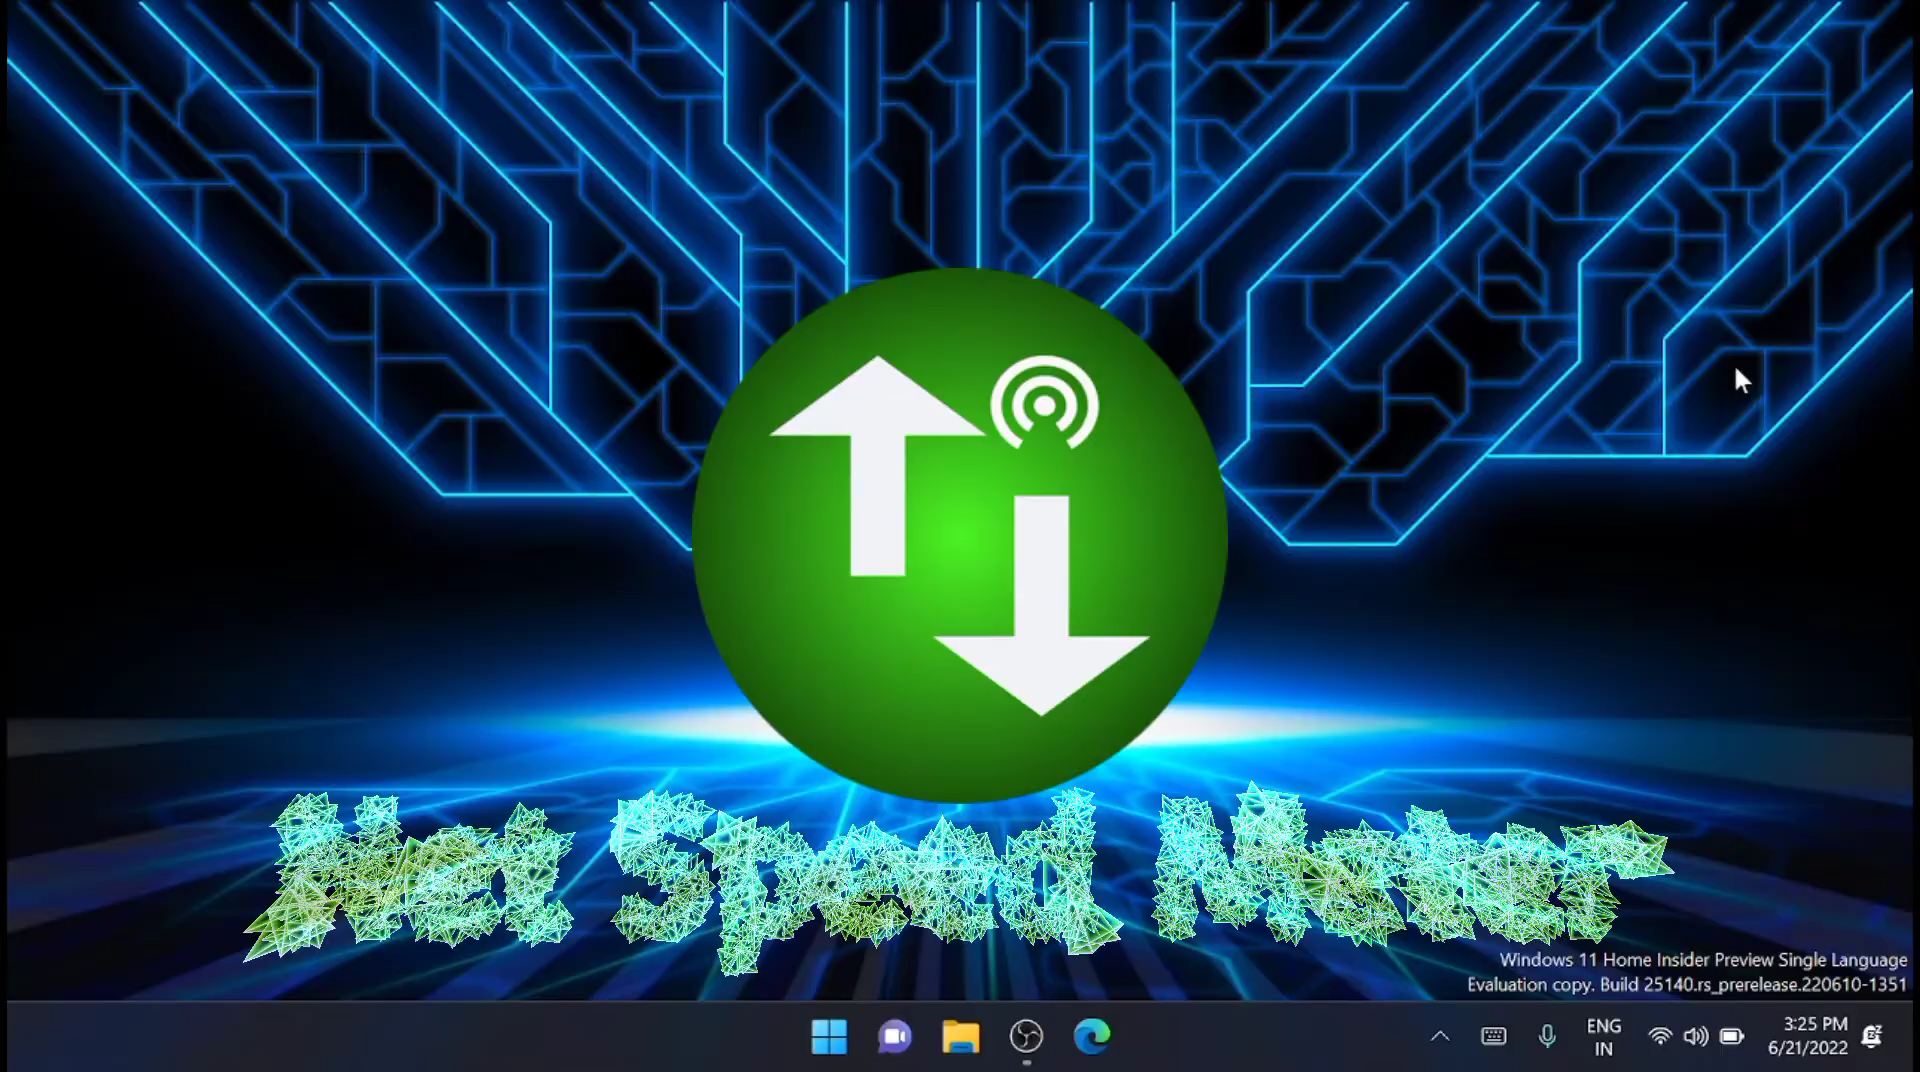 Net Speed Meter
Windows 11 Home Insider Preview Single Language
Evaluation copy. Build 25140.rs_prerelease.220610-1351
ENG
IN
3:25 PM
6/21/2022